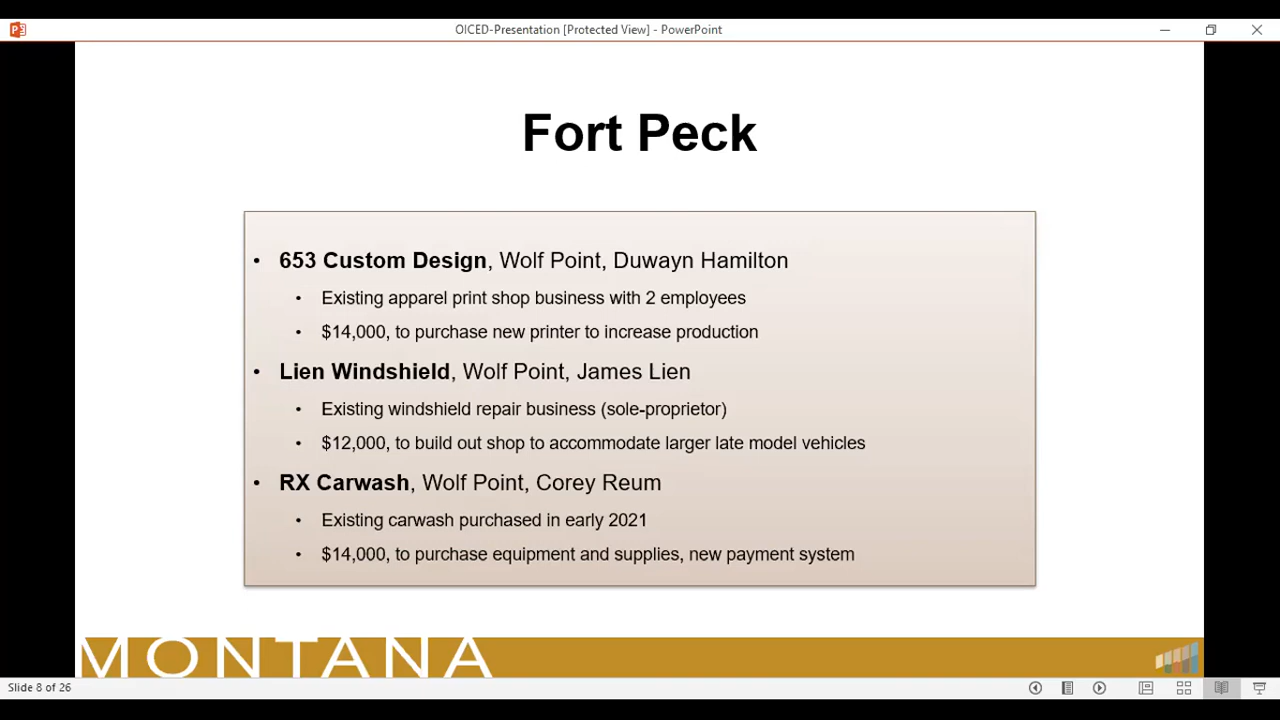 OICED-Presentation [Protected View] - PowerPoint
Fort Peck
• 653 Custom Design, Wolf Point, Duwayn Hamilton
• Existing apparel print shop business with 2 employees
• $14,000, to purchase new printer to increase production
• Lien Windshield, Wolf Point, James Lien
• Existing windshield repair business (sole-proprietor)
• $12,000, to build out shop to accommodate larger late model vehicles
• RX Carwash, Wolf Point, Corey Reum
• Existing carwash purchased in early 2021
• $14,000, to purchase equipment and supplies, new payment system
MONTANA
Slide 8 of 26